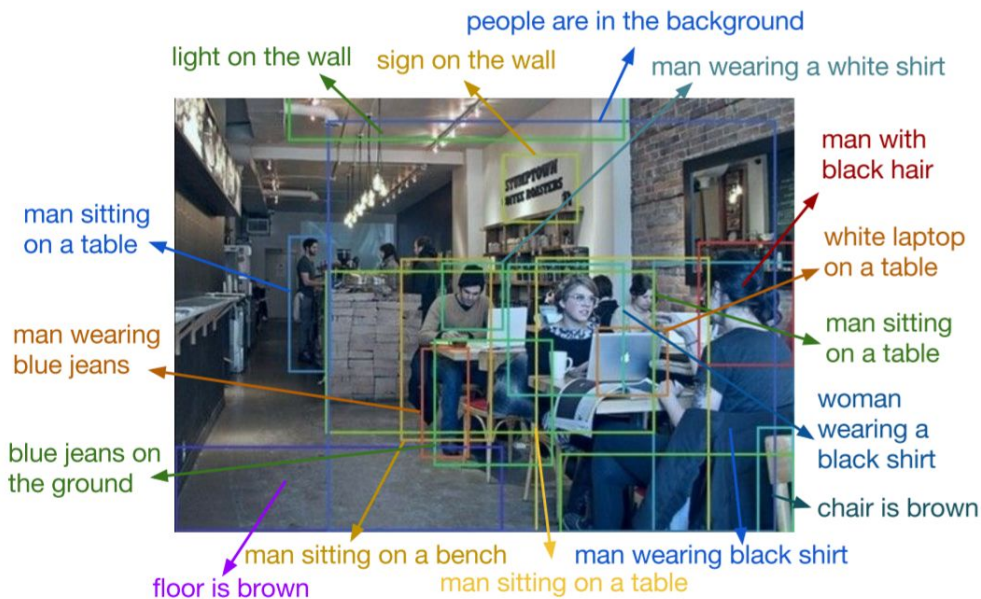 people are in the background
light on the wall
sign on the wall
man wearing a white shirt
man with
black hair
STUMPTOWN
COFFEE ROASTERS
man sitting
on a table
white laptop
on a table
man wearing
blue jeans
man sitting
on a table
woman
wearing a
black shirt
blue jeans on
the ground
chair is brown
man sitting on a bench
man wearing black shirt
floor is brown
man sitting on a table